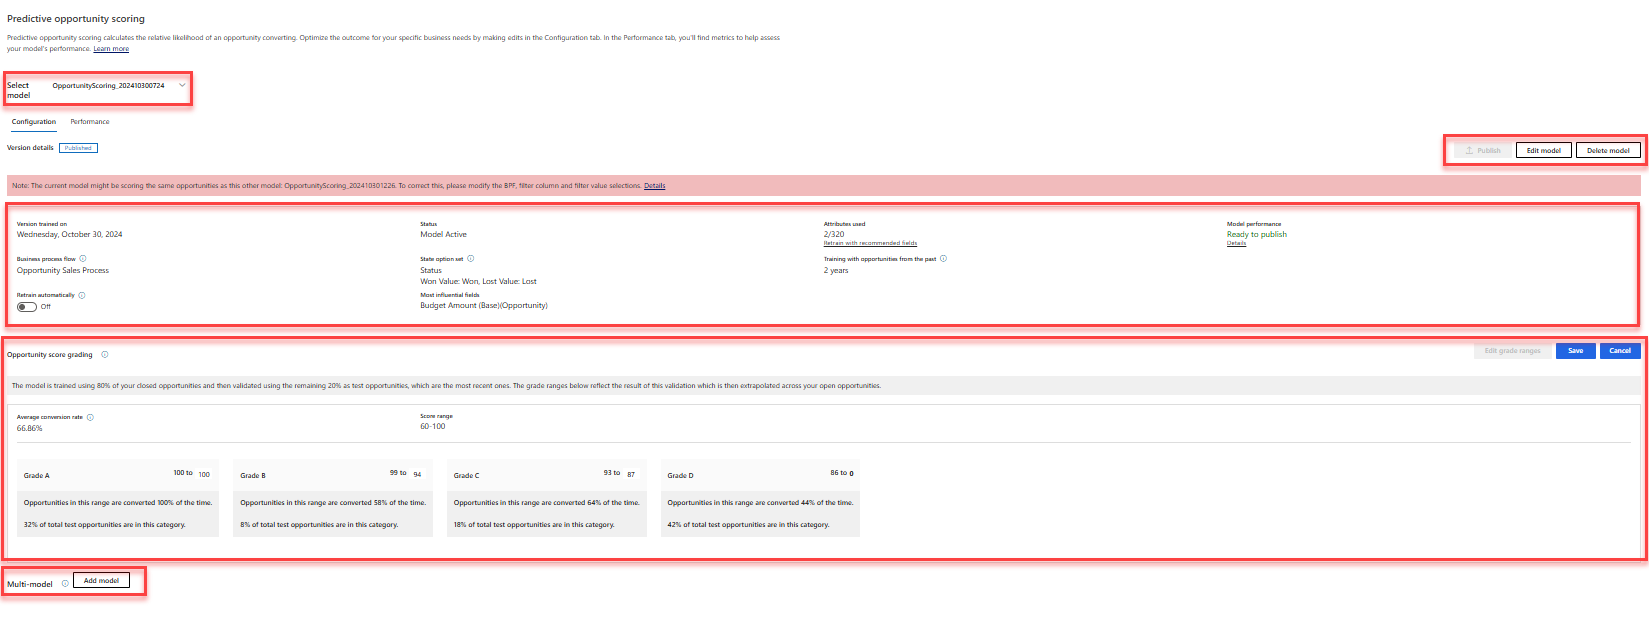 Predictive opportunity scoring
Predictive opportunity scoring calculates the relative likelihood of an opportunity converting. Optimize the outcome for your specific business needs by making edits in the Configuration tab. In the Performance tab, you'll find metrics to help assess
your model's performance. Learn more
Select model
OpportunityScoring_202410300724
Configuration Performance
Version details Published
Publish Edit model Delete model
Note: The current model might be scoring the same opportunities as this other model: OpportunityScoring_202410301226. To correct this, please modify the BPF, filter column and filter value selections. Details
Version trained on
Wednesday, October 30, 2024
Status
Model Active
Attributes used
2/320
Retrain with recommended fields
Model performance
Ready to publish
Details
Business process flow
Opportunity Sales Process
State option set
Status
Won Value: Won, Lost Value: Lost
Training with opportunities from the past
2 years
Retrain automatically
Off
Most influential fields
Budget Amount (Base)(Opportunity)
Opportunity score grading
Edit grade ranges Save Cancel
The model is trained using 80% of your closed opportunities and then validated using the remaining 20% as test opportunities, which are the most recent ones. The grade ranges below reflect the result of this validation which is then extrapolated across your open opportunities.
Average conversion rate
66.86%
Score range
60-100
Grade A 100 to 100
Opportunities in this range are converted 100% of the time.
32% of total test opportunities are in this category.
Grade B 99 to 94
Opportunities in this range are converted 58% of the time.
8% of total test opportunities are in this category.
Grade C 93 to 87
Opportunities in this range are converted 64% of the time.
18% of total test opportunities are in this category.
Grade D 86 to 0
Opportunities in this range are converted 44% of the time.
42% of total test opportunities are in this category.
Multi-model Add model